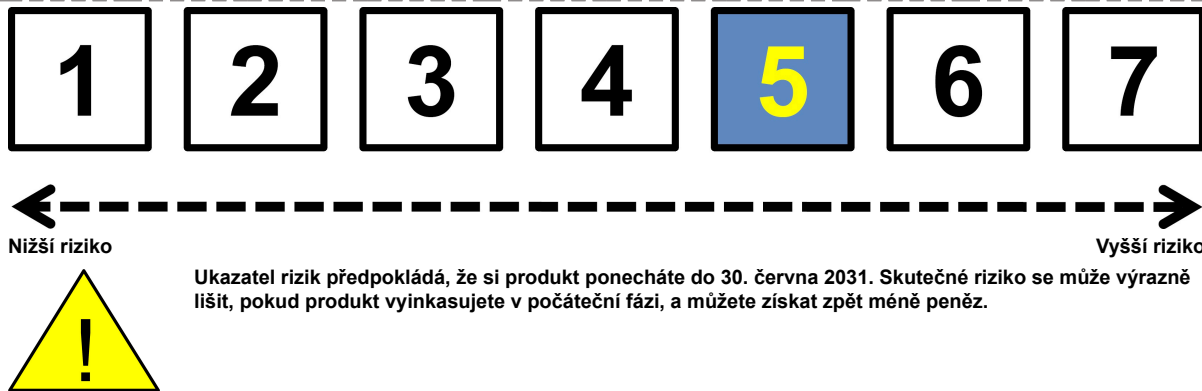 1 2 3 4 5 6 7
Nižší riziko Vyšší riziko
Ukazatel rizik předpokládá, že si produkt ponecháte do 30. června 2031. Skutečné riziko se může výrazně
lišit, pokud produkt vyinkasujete v počáteční fázi, a můžete získat zpět méně peněz.
!